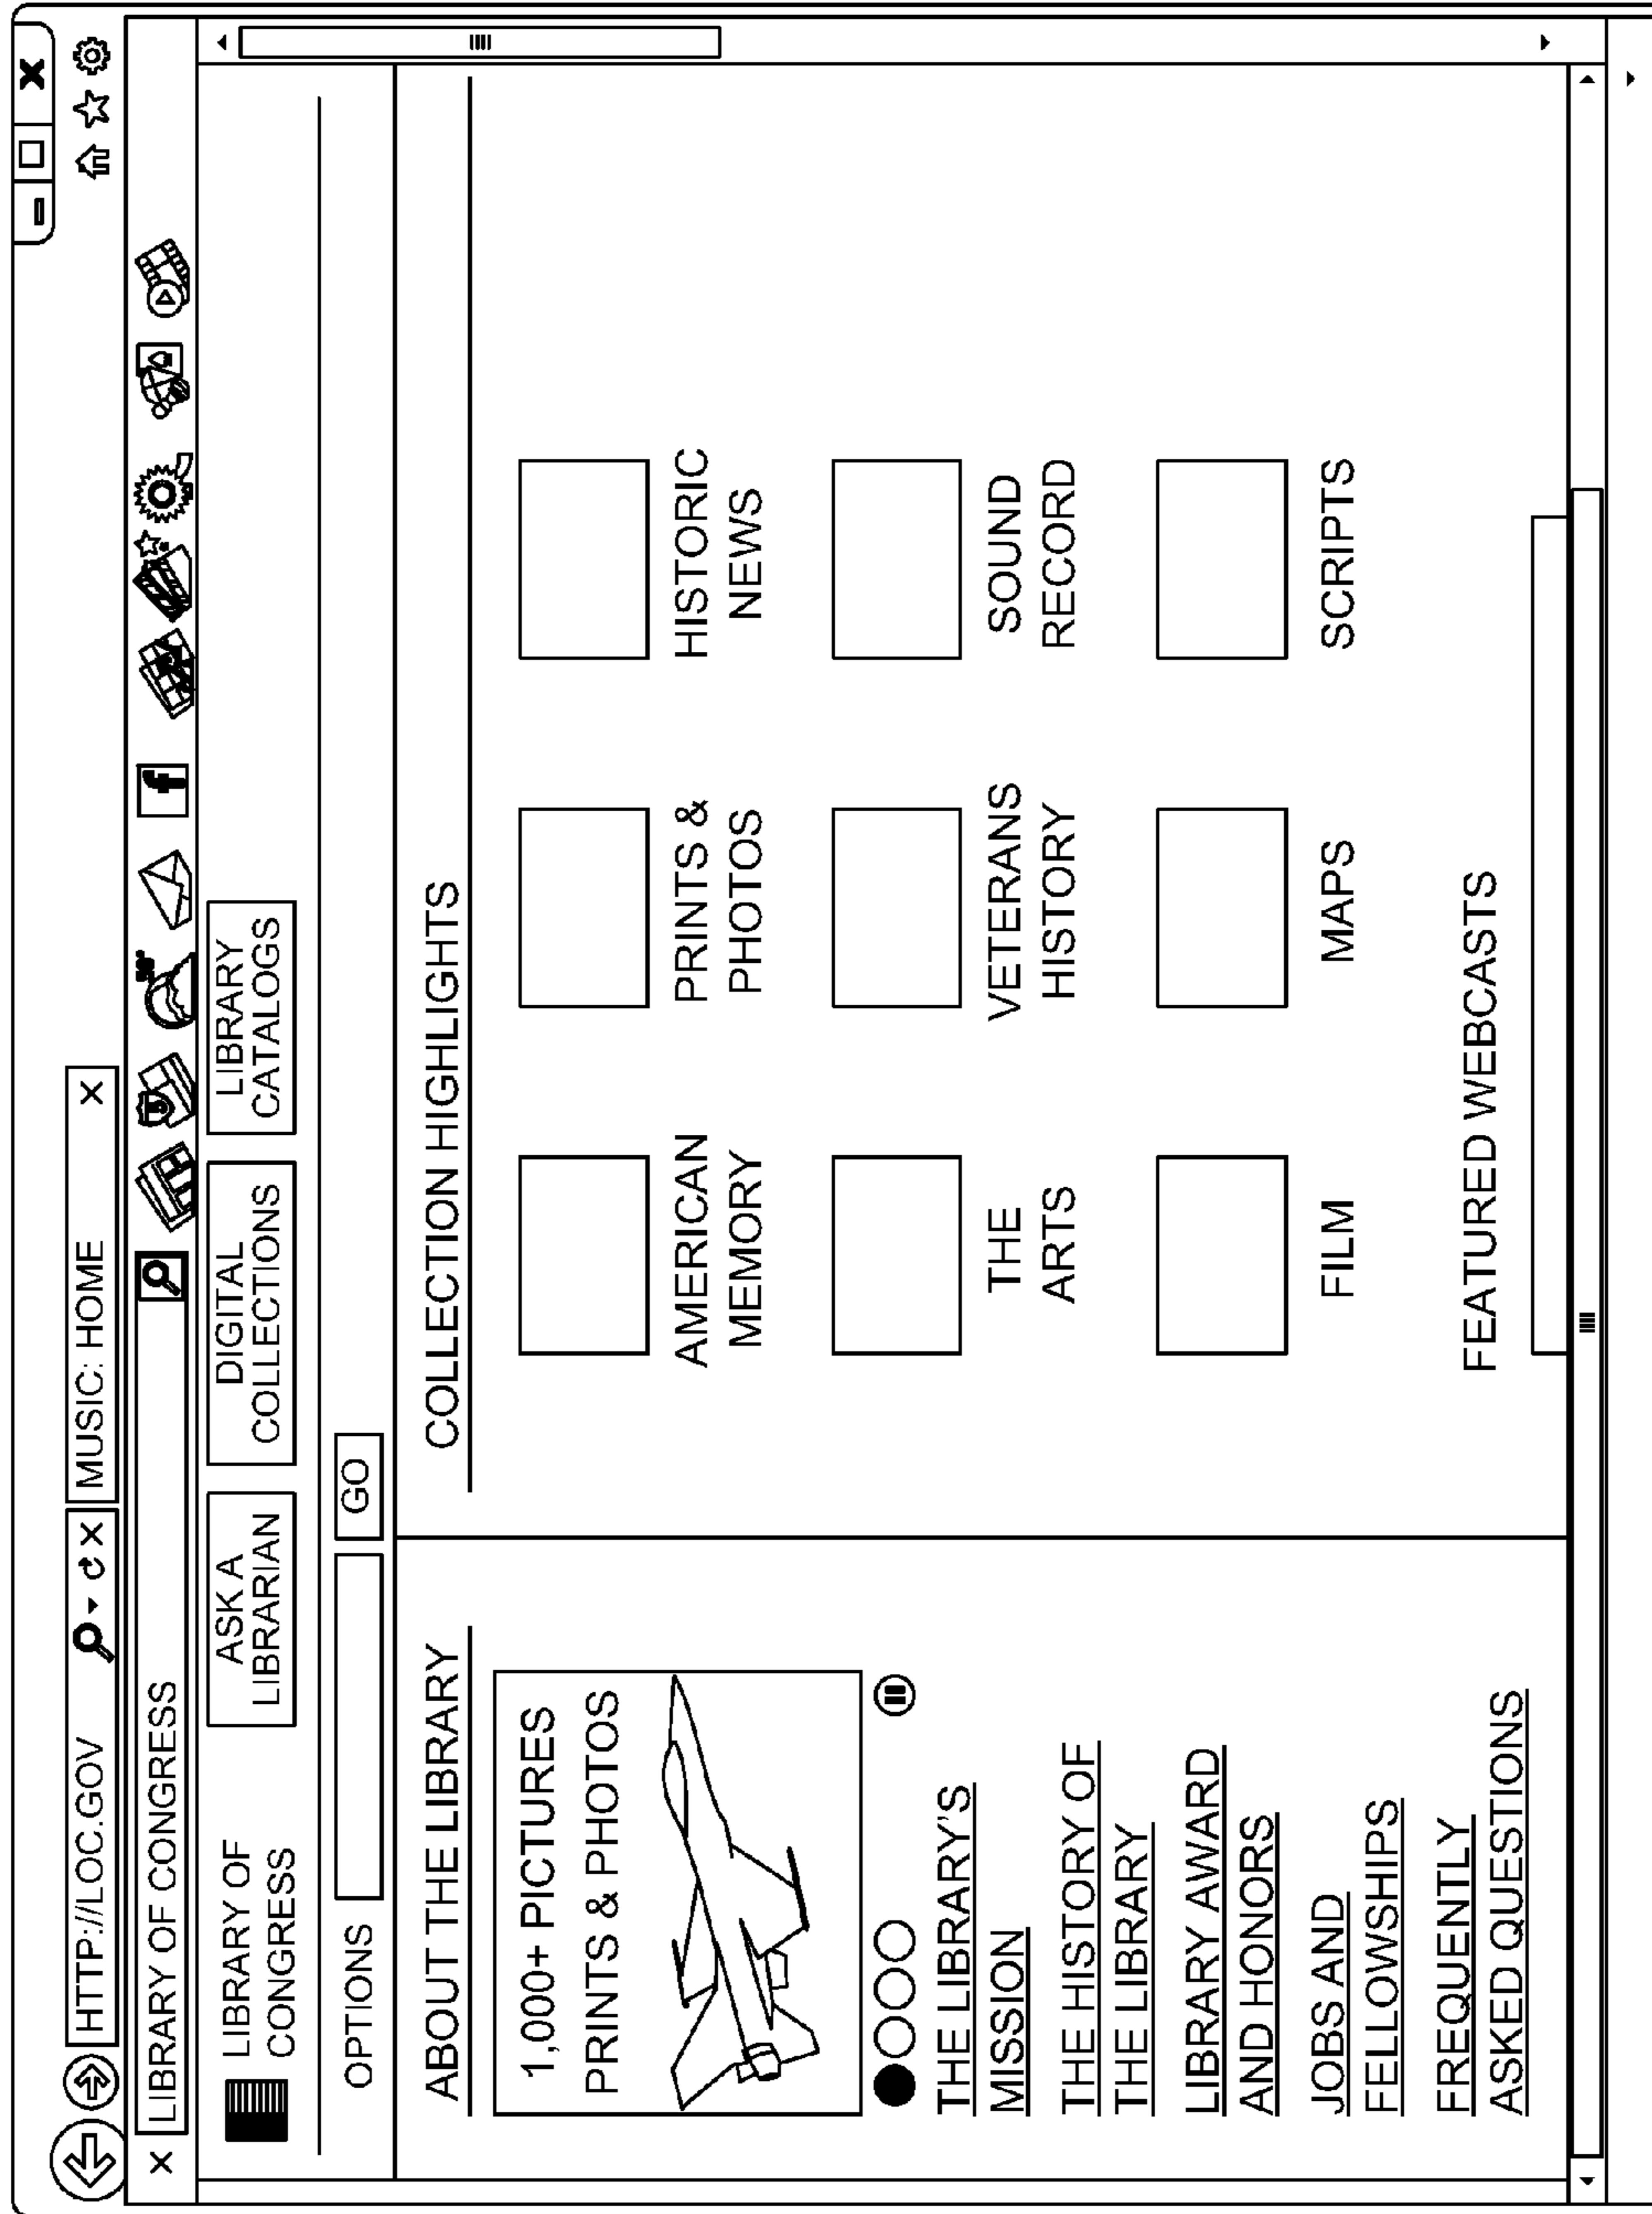 HTTP://LOC.GOV
MUSIC: HOME X
X LIBRARY OF CONGRESS
LIBRARY OF
CONGRESS
ASK A
LIBRARIAN
DIGITAL
COLLECTIONS
LIBRARY
CATALOGS
OPTIONS
GO
ABOUT THE LIBRARY
1,000+ PICTURES
PRINTS & PHOTOS
THE LIBRARY'S
MISSION
THE HISTORY OF
THE LIBRARY
LIBRARY AWARD
AND HONORS
JOBS AND
FELLOWSHIPS
FREQUENTLY
ASKED QUESTIONS
COLLECTION HIGHLIGHTS
AMERICAN
MEMORY
PRINTS &
PHOTOS
HISTORIC
NEWS
THE
ARTS
VETERANS
HISTORY
SOUND
RECORD
FILM
MAPS
SCRIPTS
FEATURED WEBCASTS